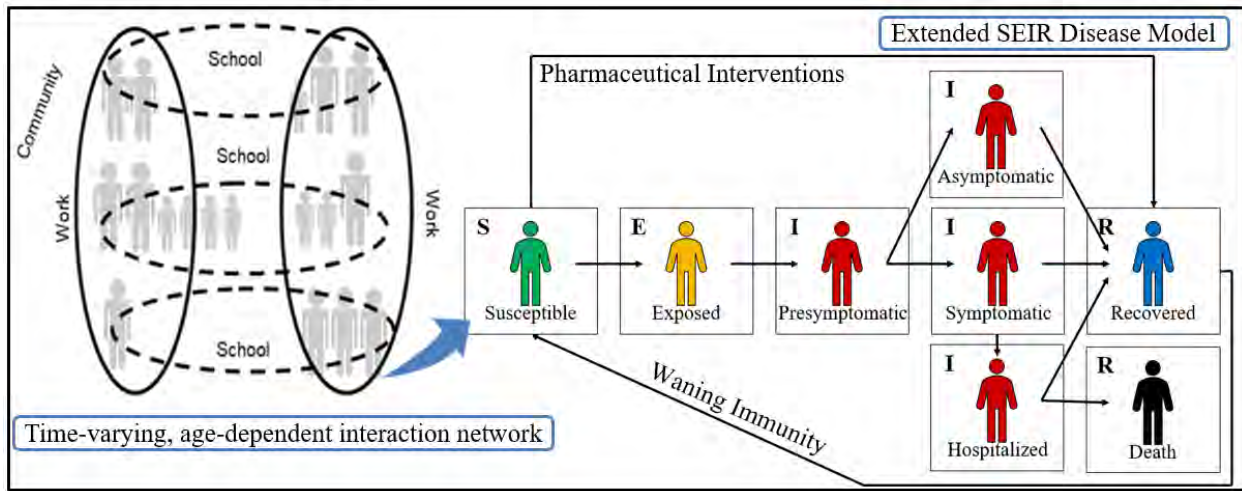 Extended SEIR Disease Model
School
Community
Work
School
Work
School
Time-varying, age-dependent interaction network
Pharmaceutical Interventions
S
Susceptible
E
Exposed
I
Presymptomatic
I
Asymptomatic
I
Symptomatic
R
Recovered
I
Hospitalized
R
Death
Waning Immunity